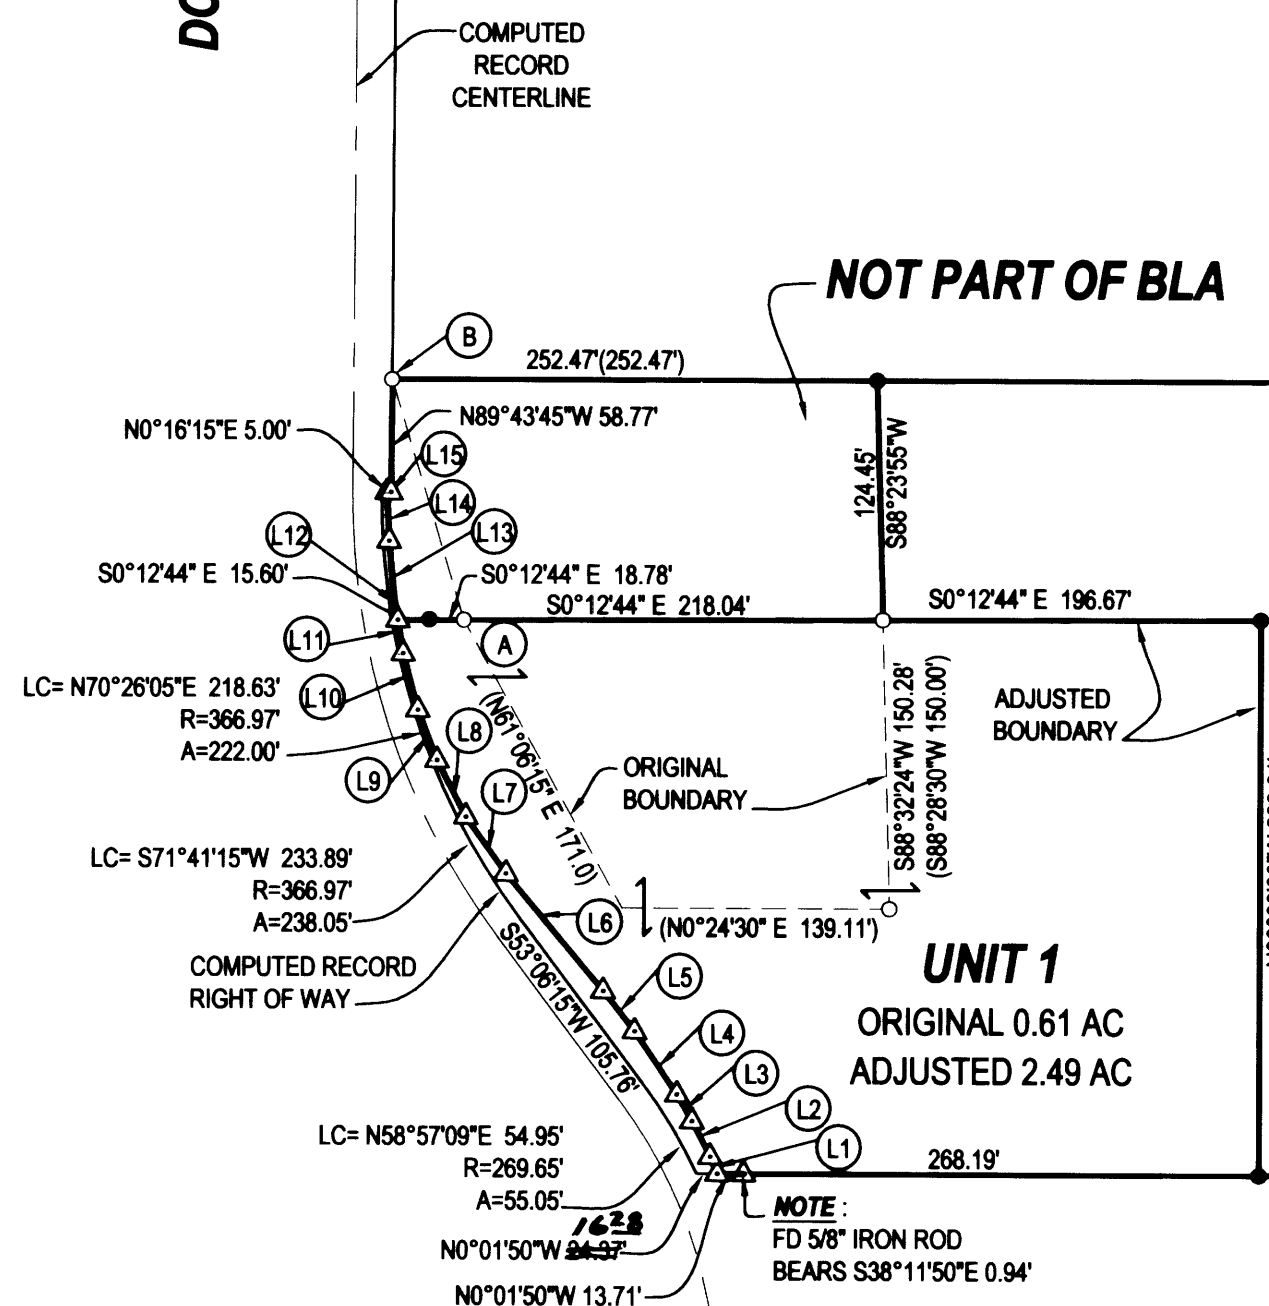 DO
COMPUTED
RECORD
CENTERLINE
NOT PART OF BLA
B
252.47'(252.47')
N89°43'45"W 58.77'
N0°16'15"E 5.00'
L15
L14
L13
L12
124.45'
S88°23'55"W
S0°12'44" E 15.60'
S0°12'44" E 18.78'
S0°12'44" E 218.04'
S0°12'44" E 196.67'
A
L11
L10
LC= N70°26'05"E 218.63'
R=366.97'
A=222.00'
L9
L8
L7
(N61°06'15" E 171.0)
ORIGINAL
BOUNDARY
S88°32'24"W 150.28'
(S88°28'30"W 150.00')
ADJUSTED
BOUNDARY
LC= S71°41'15"W 233.89'
R=366.97'
A=238.05'
L6
(N0°24'30" E 139.11')
COMPUTED RECORD
RIGHT OF WAY
S53°06'15"W 105.76'
L5
L4
L3
L2
L1
UNIT 1
ORIGINAL 0.61 AC
ADJUSTED 2.49 AC
LC= N58°57'09"E 54.95'
R=269.65'
A=55.05'
268.19'
1628
N0°01'50"W 24.37'
N0°01'50"W 13.71'
NOTE :
FD 5/8" IRON ROD
BEARS S38°11'50"E 0.94'